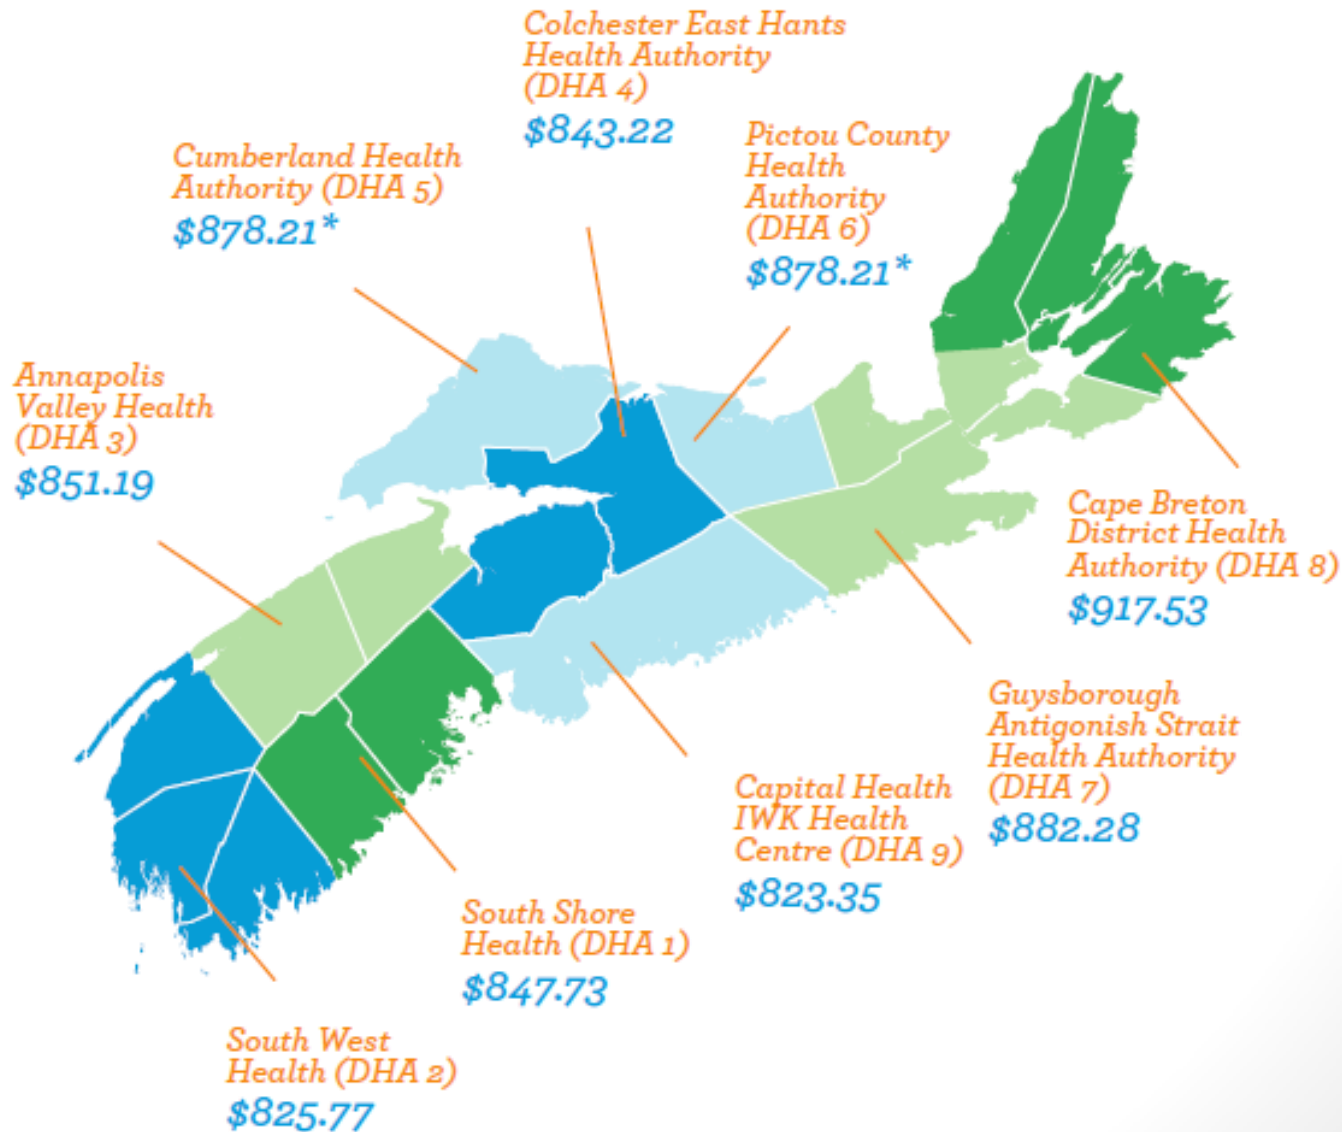 Colchester East Hants
Health Authority
(DHA 4)
$843.22
Cumberland Health
Authority (DHA 5)
$878.21*
Pictou County
Health
Authority
(DHA 6)
$878.21*
Annapolis
Valley Health
(DHA 3)
$851.19
Cape Breton
District Health
Authority (DHA 8)
$917.53
Guysborough
Antigonish Strait
Health Authority
(DHA 7)
$882.28
Capital Health
IWK Health
Centre (DHA 9)
$823.35
South Shore
Health (DHA 1)
$847.73
South West
Health (DHA 2)
$825.77